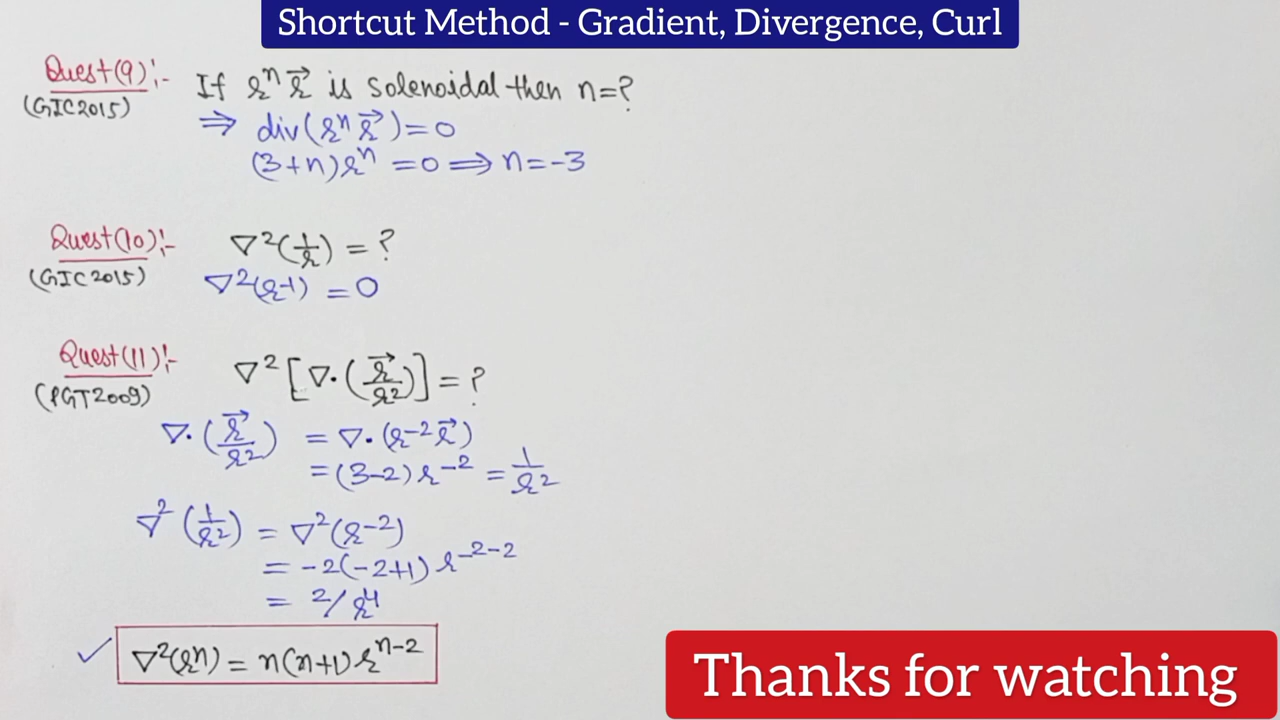 Shortcut Method - Gradient, Divergence, Curl
Quest(9):- If rⁿ r⃗ is solenoidal then n=?
(GIC2015)
⇒ div(rⁿ r⃗)=0
(3+n)rⁿ =0 ⟹ n=-3
Quest(10):- ∇²(1/r) = ?
(GIC2015)
∇²(r⁻¹) = 0
Quest(11):- ∇²[∇·(r⃗/r²)] = ?
(PGT2009)
∇·(r⃗/r²) = ∇·(r⁻² r⃗)
=(3-2)r⁻² = 1/r²
∇²(1/r²) = ∇²(r⁻²)
= -2(-2+1) r⁻²⁻²
= 2/r⁴
✓ ∇²(rⁿ) = n(n+1) rⁿ⁻²
Thanks for watching